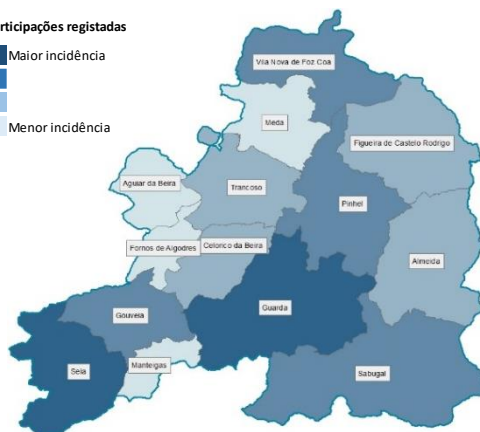 rticipações registadas
Maior incidência
Menor incidência
Vila Nova de Foz Coa
Meda
Figueira de Castelo Rodrigo
Aguiar da Beira
Trancoso
Pinhel
Fornos de Algodres
Celorico da Beira
Almeida
Guarda
Gouveia
Seia
Manteigas
Sabugal